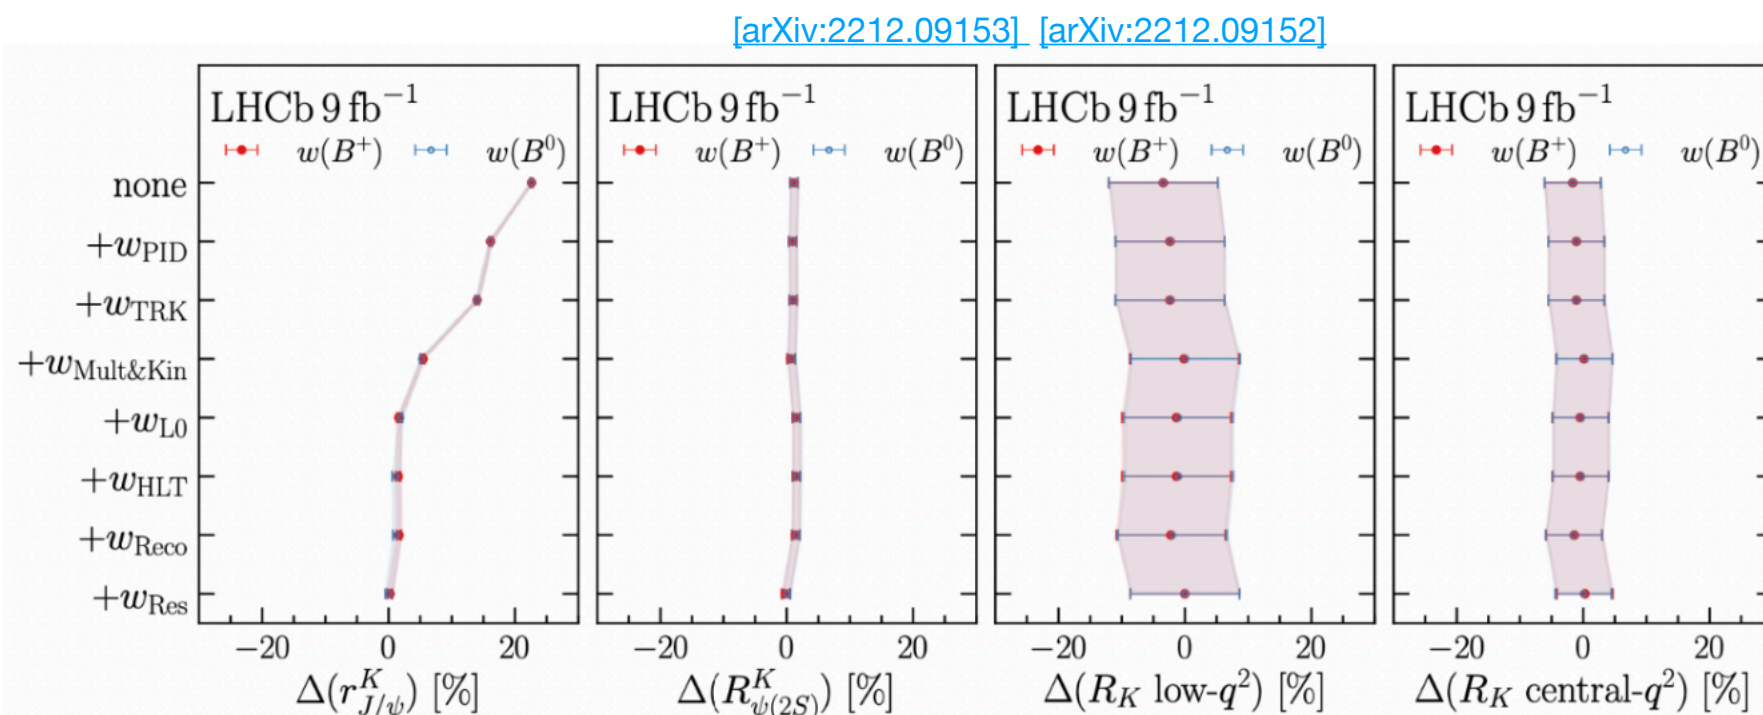 [arXiv:2212.09153] [arXiv:2212.09152]
LHCb 9 fb⁻¹ LHCb 9 fb⁻¹ LHCb 9 fb⁻¹ LHCb 9 fb⁻¹
w(B⁺) w(B⁰) w(B⁺) w(B⁰) w(B⁺) w(B⁰) w(B⁺) w(B⁰)
none
+w_PID
+w_TRK
+w_Mult&Kin
+w_L0
+w_HLT
+w_Reco
+w_Res
−20 0 20 −20 0 20 −20 0 20 −20 0 20
Δ(r^K_J/ψ) [%] Δ(R^K_ψ(2S)) [%] Δ(R_K low-q²) [%] Δ(R_K central-q²) [%]